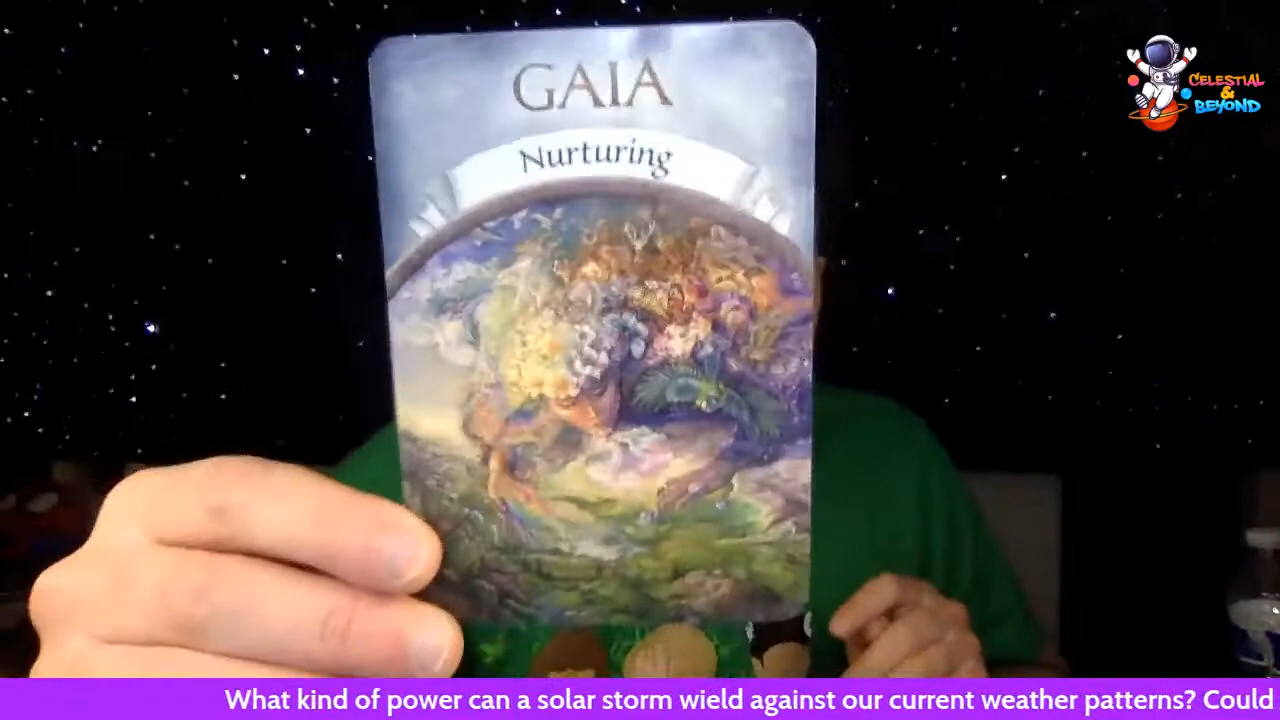 GAIA
Nurturing
CELESTIAL
&
BEYOND
What kind of power can a solar storm wield against our current weather patterns? Could